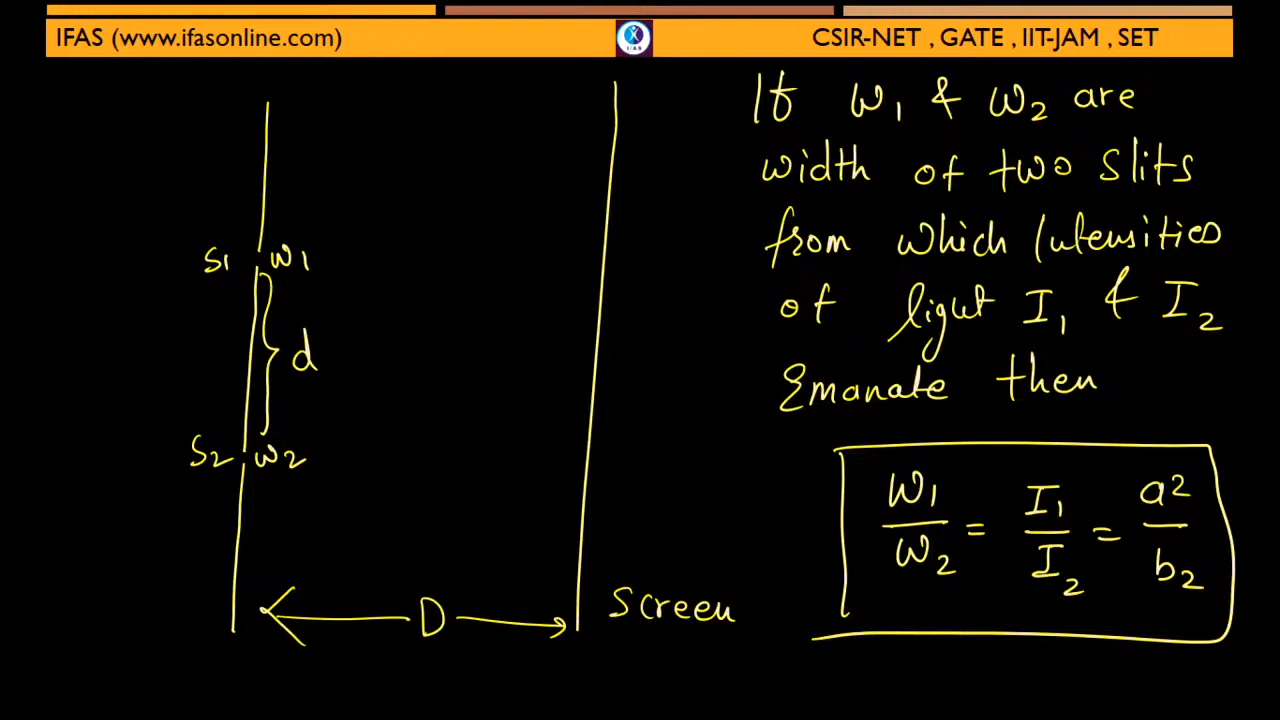 IFAS (www.ifasonline.com)
IFAS
CSIR-NET , GATE , IIT-JAM , SET
If W1 & W2 are
width of two slits
from which Intensities
of light I1 & I2
Emanate then
S1 W1
d
S2 W2
D
Screen
W1/W2 = I1/I2 = a2/b2